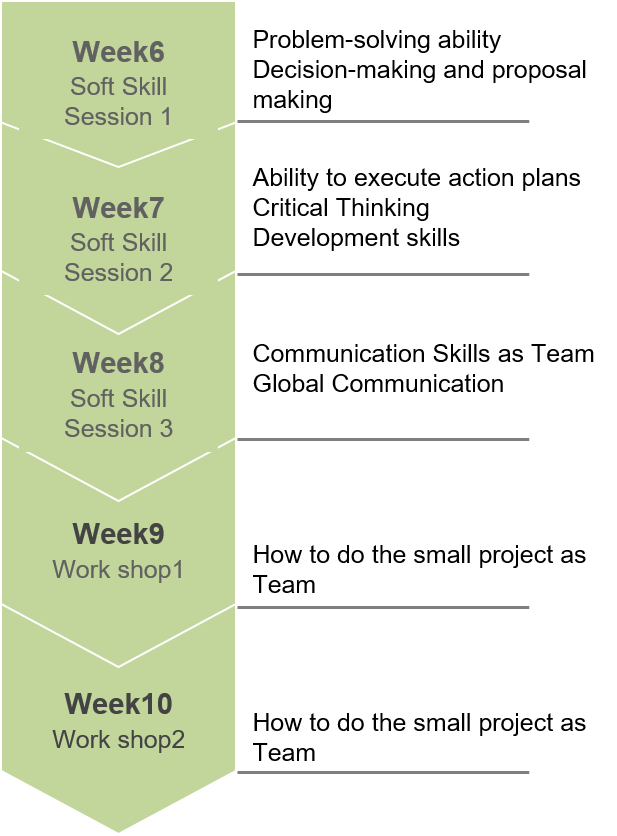 Week6
Soft Skill
Session 1
Problem-solving ability
Decision-making and proposal
making
Week7
Soft Skill
Session 2
Ability to execute action plans
Critical Thinking
Development skills
Week8
Soft Skill
Session 3
Communication Skills as Team
Global Communication
Week9
Work shop1
How to do the small project as
Team
Week10
Work shop2
How to do the small project as
Team